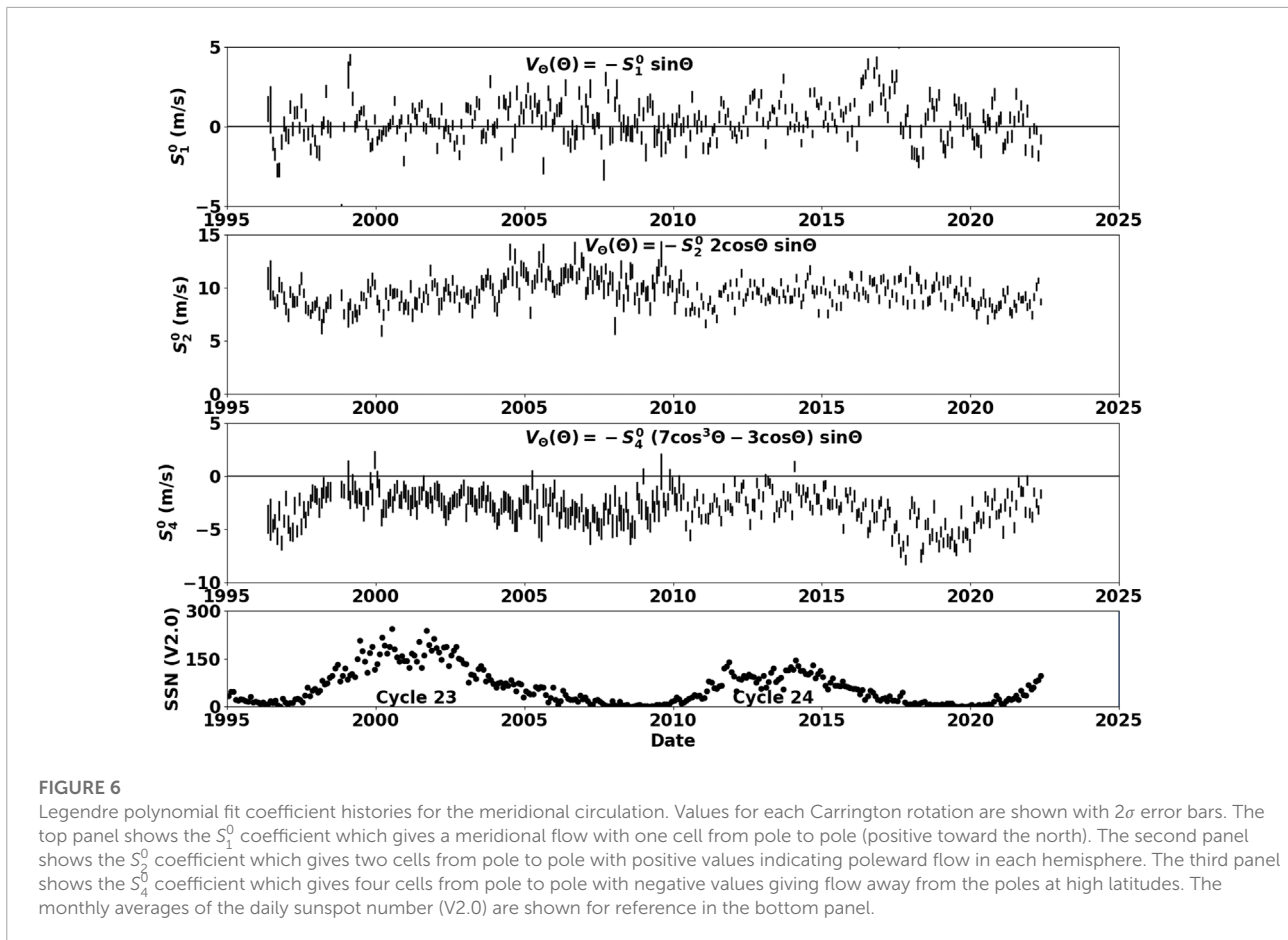 5
V_Θ(Θ) = − S₁⁰ sinΘ
0
S₁⁰ (m/s)
−5
1995 2000 2005 2010 2015 2020 2025
15
V_Θ(Θ) = − S₂⁰ 2cosΘ sinΘ
10
S₂⁰ (m/s)
5
0
1995 2000 2005 2010 2015 2020 2025
5
V_Θ(Θ) = − S₄⁰ (7cos³Θ − 3cosΘ) sinΘ
0
S₄⁰ (m/s)
−5
−10
1995 2000 2005 2010 2015 2020 2025
300
SSN (V2.0)
150
Cycle 23 Cycle 24
0
1995 2000 2005 2010 2015 2020 2025
Date
FIGURE 6
Legendre polynomial fit coefficient histories for the meridional circulation. Values for each Carrington rotation are shown with 2σ error bars. The
top panel shows the S₁⁰ coefficient which gives a meridional flow with one cell from pole to pole (positive toward the north). The second panel
shows the S₂⁰ coefficient which gives two cells from pole to pole with positive values indicating poleward flow in each hemisphere. The third panel
shows the S₄⁰ coefficient which gives four cells from pole to pole with negative values giving flow away from the poles at high latitudes. The
monthly averages of the daily sunspot number (V2.0) are shown for reference in the bottom panel.